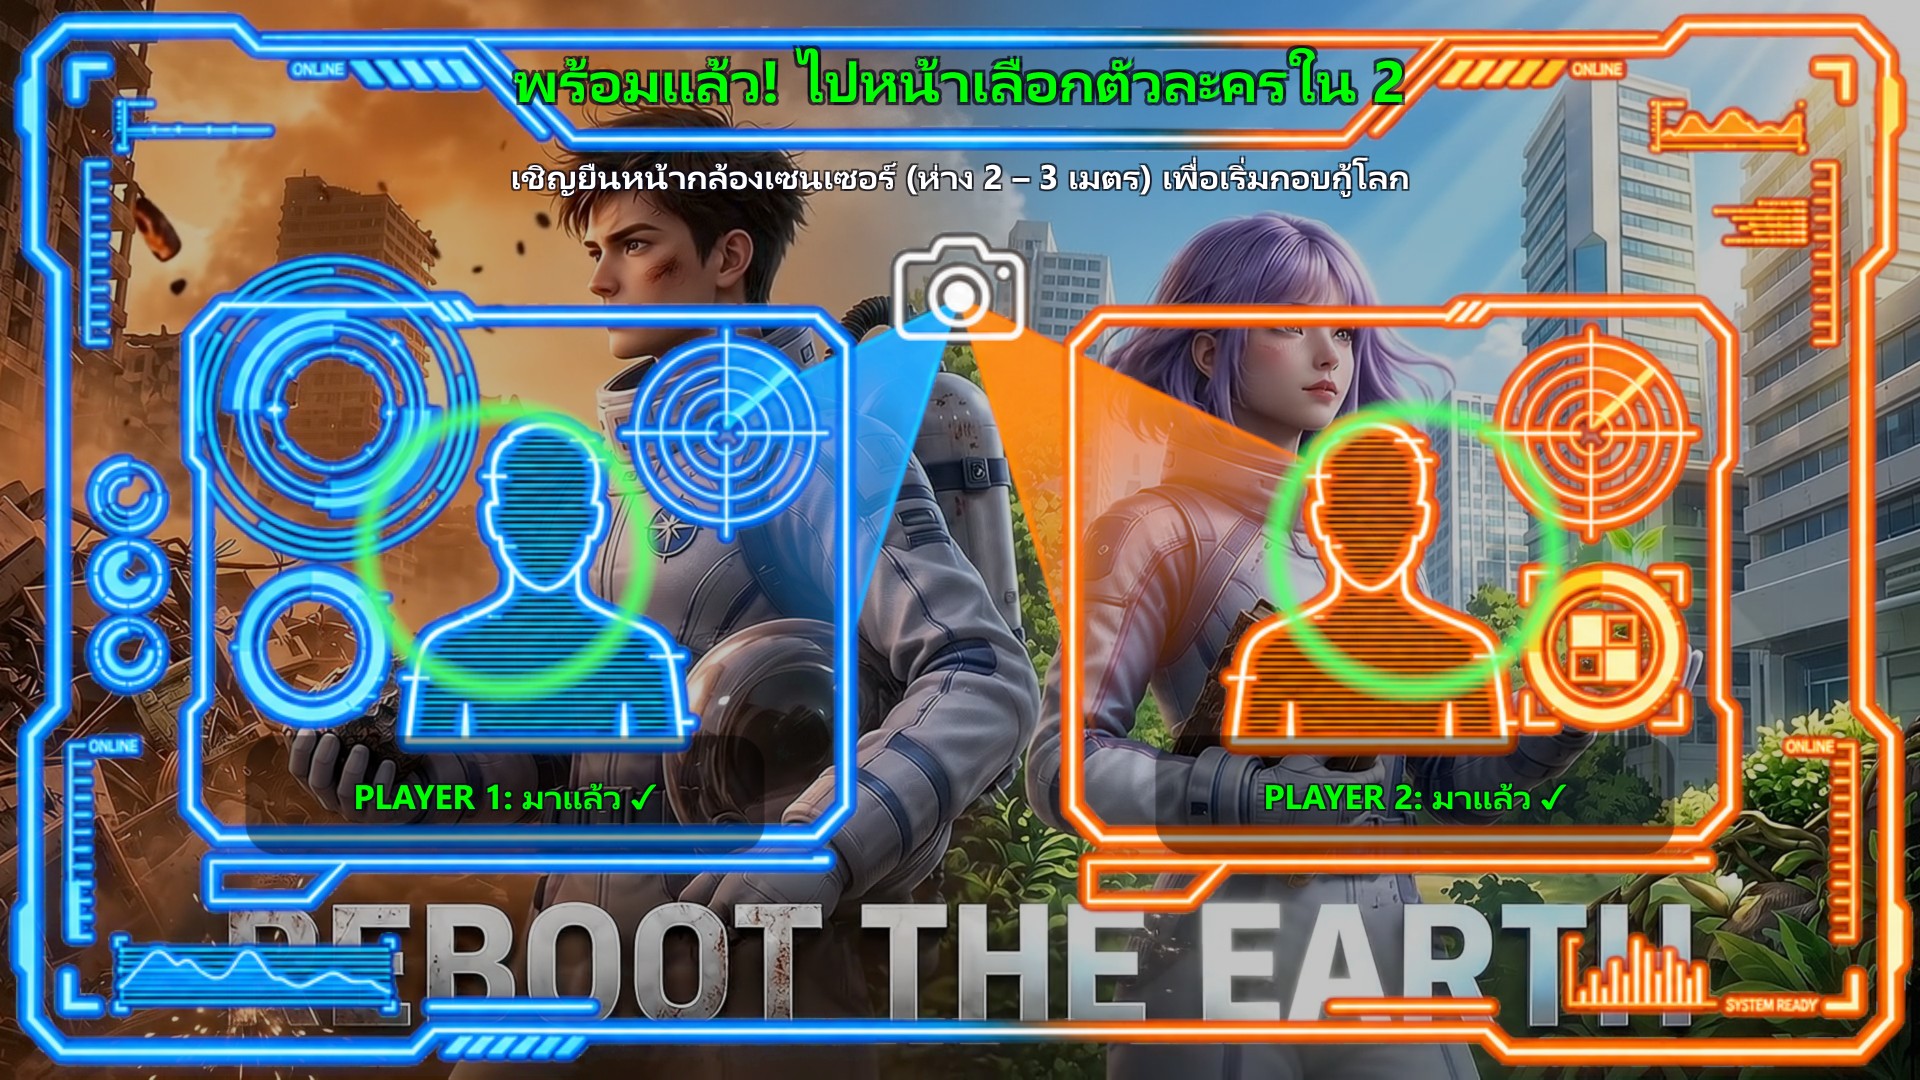 พร้อมแล้ว! ไปหน้าเลือกตัวละครใน 2
ONLINE
ONLINE
เชิญยืนหน้ากล้องเซนเซอร์ (ห่าง 2 – 3 เมตร) เพื่อเริ่มกอบกู้โลก
ONLINE
ONLINE
PLAYER 1: มาแล้ว ✓
PLAYER 2: มาแล้ว ✓
REBOOT THE EARTH
SYSTEM READY